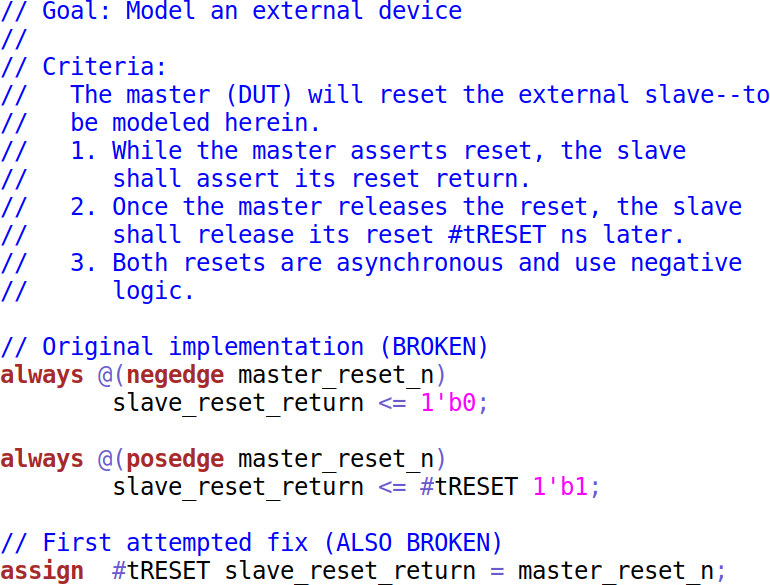 // Goal: Model an external device
//
// Criteria:
//   The master (DUT) will reset the external slave--to
//   be modeled herein.
//   1. While the master asserts reset, the slave
//      shall assert its reset return.
//   2. Once the master releases the reset, the slave
//      shall release its reset #tRESET ns later.
//   3. Both resets are asynchronous and use negative
//      logic.

// Original implementation (BROKEN)
always @(negedge master_reset_n)
        slave_reset_return <= 1'b0;

always @(posedge master_reset_n)
        slave_reset_return <= #tRESET 1'b1;

// First attempted fix (ALSO BROKEN)
assign  #tRESET slave_reset_return = master_reset_n;